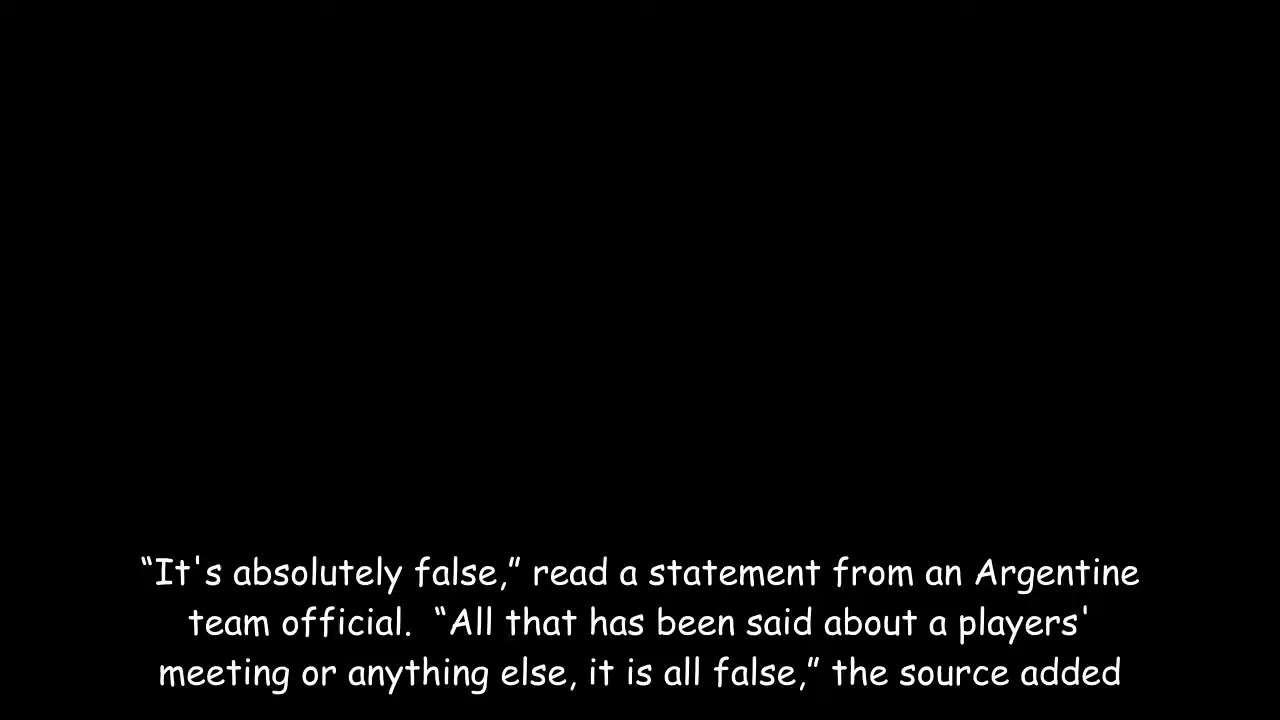 “It's absolutely false,” read a statement from an Argentine
team official.  “All that has been said about a players'
meeting or anything else, it is all false,” the source added